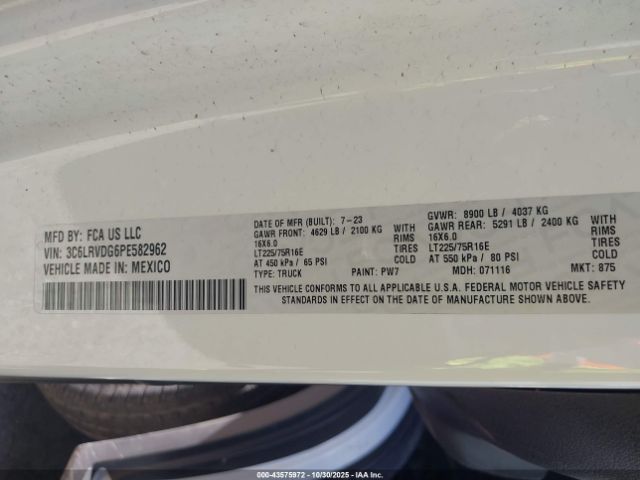 MFD BY: FCA US LLC
VIN: 3C6LRVDG6PE582962
VEHICLE MADE IN: MEXICO
DATE OF MFR (BUILT): 7-23
GAWR FRONT: 4629 LB / 2100 KG
16X6.0 RIMS
LT225/75R16E TIRES
AT 450 kPa / 65 PSI COLD
TYPE: TRUCK PAINT: PW7
GVWR: 8900 LB / 4037 KG
GAWR REAR: 5291 LB / 2400 KG
16X6.0 RIMS
LT225/75R16E TIRES
AT 550 kPa / 80 PSI COLD
MDH: 071116 MKT: 875
THIS VEHICLE CONFORMS TO ALL APPLICABLE U.S.A. FEDERAL MOTOR VEHICLE SAFETY
STANDARDS IN EFFECT ON THE DATE OF MANUFACTURE SHOWN ABOVE.
000-43575972 - 10/30/2025 - IAA Inc.